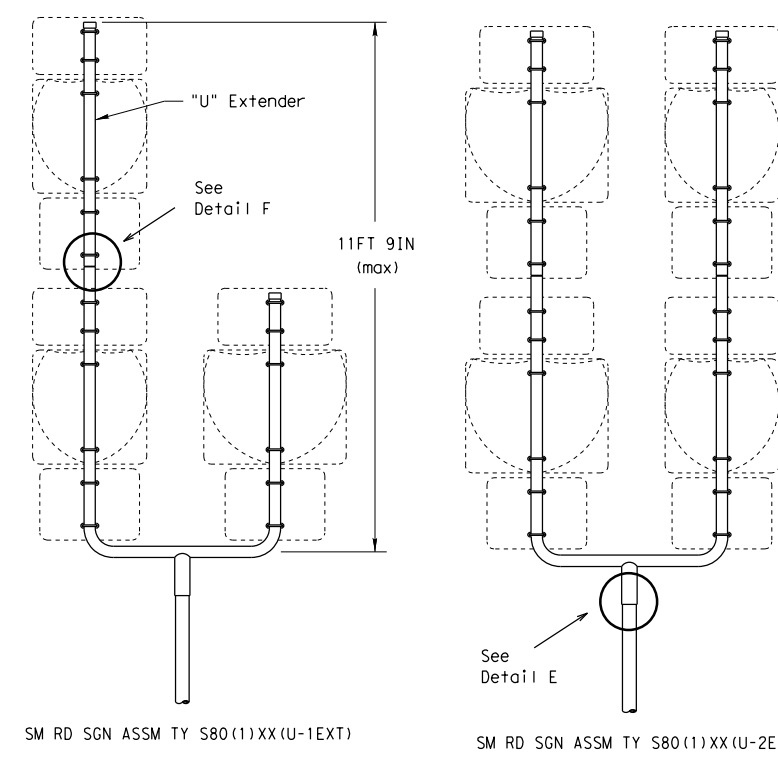 "U" Extender
See
Detail F
11FT 9IN
(max)
See
Detail E
SM RD SGN ASSM TY S80(1)XX(U-1EXT)
SM RD SGN ASSM TY S80(1)XX(U-2E